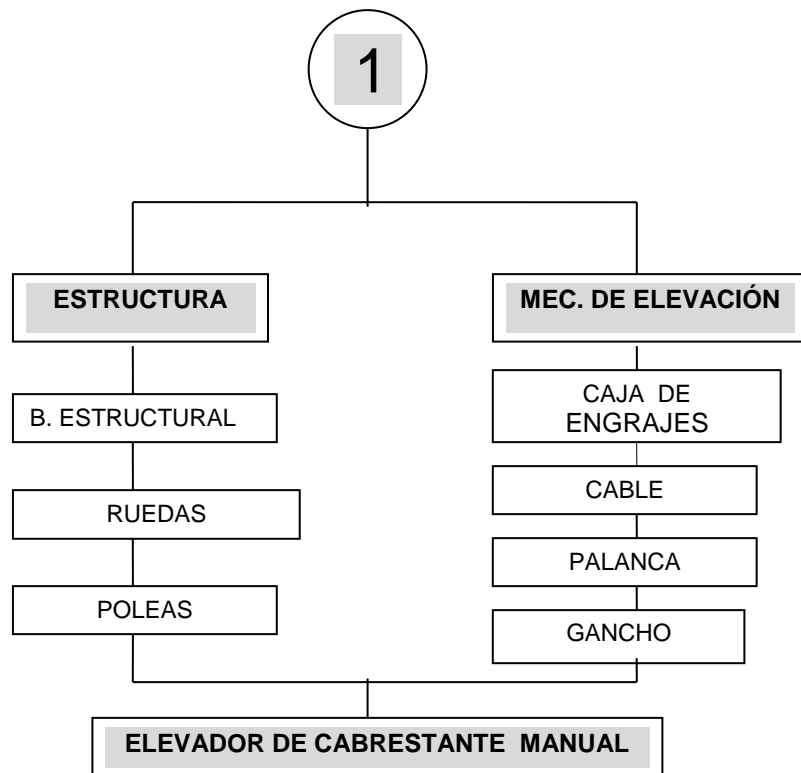 1
ESTRUCTURA
B. ESTRUCTURAL
RUEDAS
POLEAS
MEC. DE ELEVACIÓN
CAJA DE
ENGRAJES
CABLE
PALANCA
GANCHO
ELEVADOR DE CABRESTANTE MANUAL